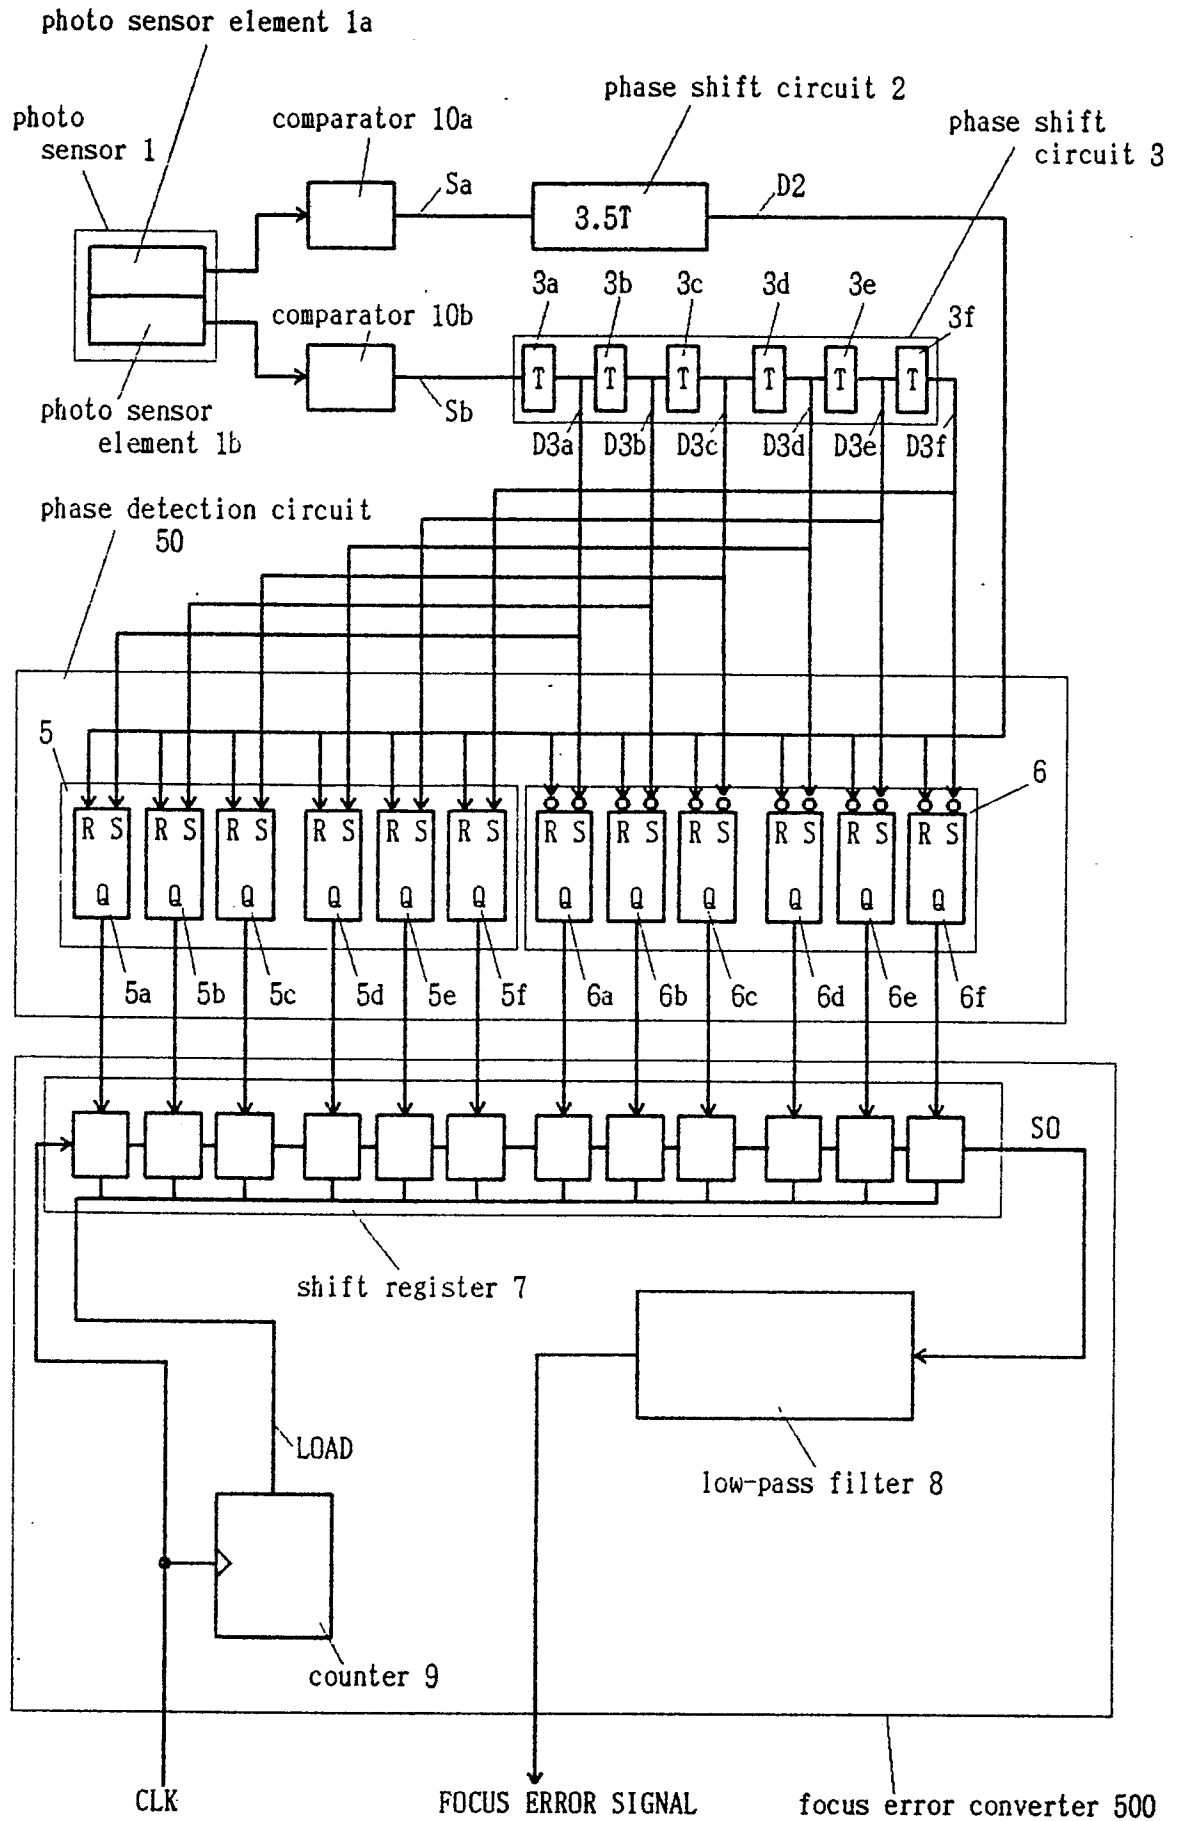 photo sensor element 1a
phase shift circuit 2
photo
sensor 1
comparator 10a
phase shift
circuit 3
Sa
3.5T
D2
3a 3b 3c 3d 3e 3f
comparator 10b
T T T T T T
Sb
photo sensor
element 1b
D3a D3b D3c D3d D3e D3f
phase detection circuit
50
5
6
R S R S R S R S R S R S R S R S R S R S R S R S
Q Q Q Q Q Q Q Q Q Q Q Q
5a 5b 5c 5d 5e 5f 6a 6b 6c 6d 6e 6f
SO
shift register 7
LOAD
low-pass filter 8
counter 9
CLK
FOCUS ERROR SIGNAL
focus error converter 500